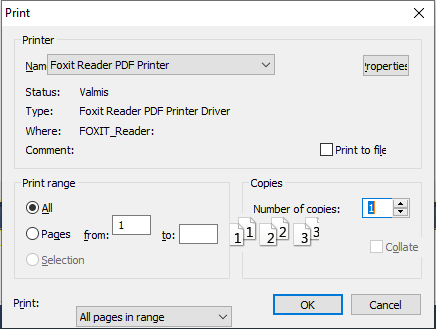 Print
Printer
Nam Foxit Reader PDF Printer Properties
Status: Valmis
Type: Foxit Reader PDF Printer Driver
Where: FOXIT_Reader:
Comment: Print to file
Print range
All
Pages from: 1 to:
Selection
Copies
Number of copies: 1
1 1 2 2 3 3
Collate
Print: All pages in range
OK Cancel